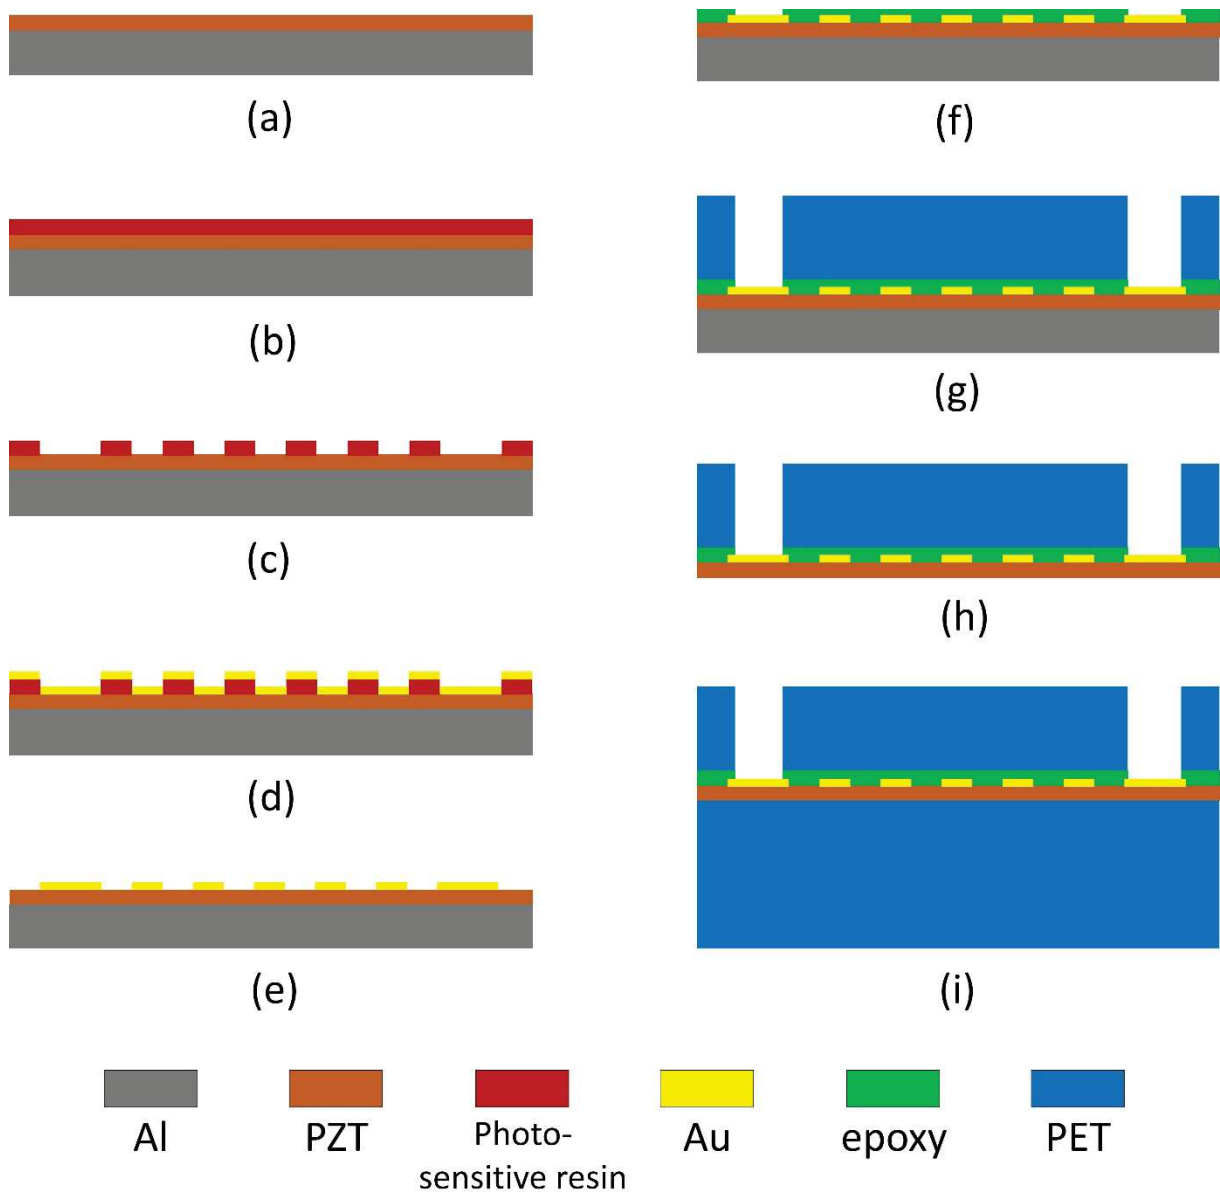 (a)
(b)
(c)
(d)
(e)
(f)
(g)
(h)
(i)
Al
PZT
Photo-
sensitive resin
Au
epoxy
PET